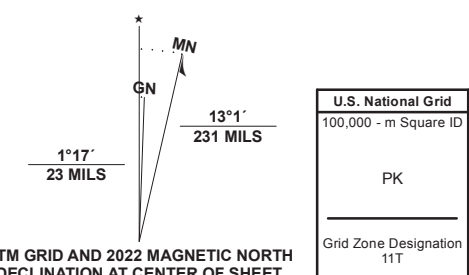 ★
MN
GN
13°1´
231 MILS
1°17´
23 MILS
TM GRID AND 2022 MAGNETIC NORTH
DECLINATION AT CENTER OF SHEET
U.S. National Grid
100,000 - m Square ID
PK
Grid Zone Designation
11T